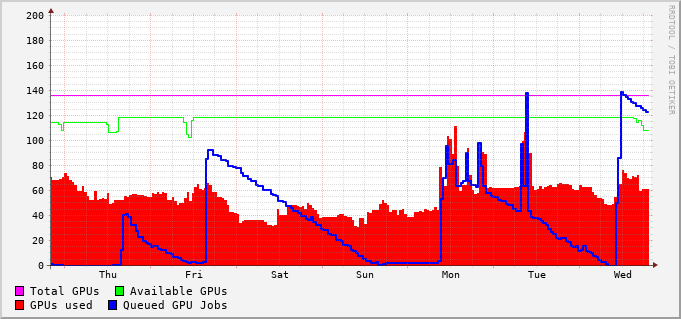 200
180
160
140
120
100
80
60
40
20
0
Thu Fri Sat Sun Mon Tue Wed
Total GPUs Available GPUs
GPUs used Queued GPU Jobs
RRDTOOL / TOBI OETIKER